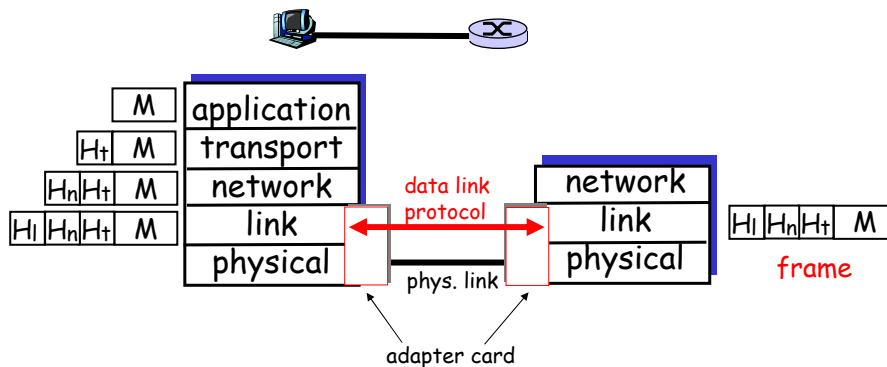 M
application
Ht M
transport
Hn Ht M
network
Hl Hn Ht M
link
physical
data link
protocol
phys. link
adapter card
network
link
physical
Hl Hn Ht M
frame